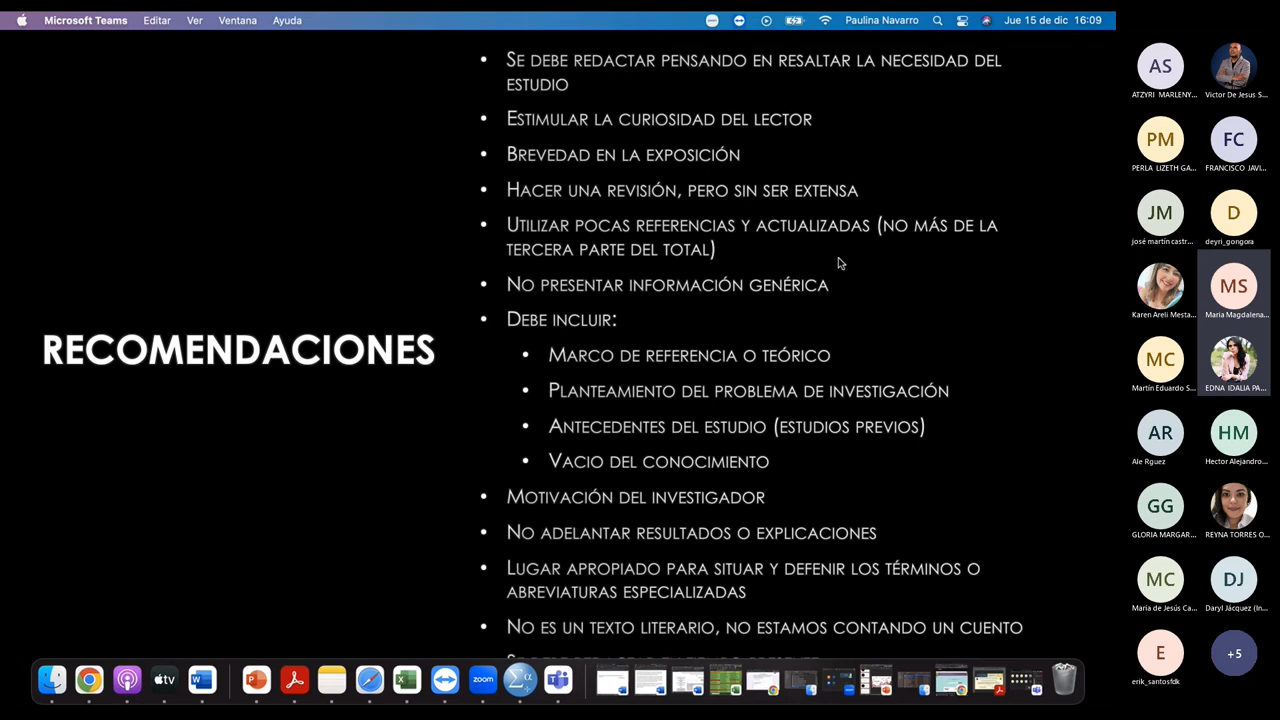 Microsoft Teams Editar Ver Ventana Ayuda Paulina Navarro Jue 15 de dic 16:09
RECOMENDACIONES
• SE DEBE REDACTAR PENSANDO EN RESALTAR LA NECESIDAD DEL
ESTUDIO
• ESTIMULAR LA CURIOSIDAD DEL LECTOR
• BREVEDAD EN LA EXPOSICIÓN
• HACER UNA REVISIÓN, PERO SIN SER EXTENSA
• UTILIZAR POCAS REFERENCIAS Y ACTUALIZADAS (NO MÁS DE LA
TERCERA PARTE DEL TOTAL)
• NO PRESENTAR INFORMACIÓN GENÉRICA
• DEBE INCLUIR:
• MARCO DE REFERENCIA O TEÓRICO
• PLANTEAMIENTO DEL PROBLEMA DE INVESTIGACIÓN
• ANTECEDENTES DEL ESTUDIO (ESTUDIOS PREVIOS)
• VACIO DEL CONOCIMIENTO
• MOTIVACIÓN DEL INVESTIGADOR
• NO ADELANTAR RESULTADOS O EXPLICACIONES
• LUGAR APROPIADO PARA SITUAR Y DEFENIR LOS TÉRMINOS O
ABREVIATURAS ESPECIALIZADAS
• NO ES UN TEXTO LITERARIO, NO ESTAMOS CONTANDO UN CUENTO
tv zoom
AS
ATZYRI MARLENY... Victor De Jesus S...
PM FC
PERLA LIZETH GA... FRANCISCO JAVI...
JM D
josé martín castr... deyri_gongora
MS
Karen Areli Mesta... Maria Magdalena...
MC
Martín Eduardo S... EDNA IDALIA PA...
AR HM
Ale Rguez Hector Alejandro...
GG
GLORIA MARGAR... REYNA TORRES O...
MC DJ
María de Jesús Ca... Daryl Jácquez (In...
E +5
erik_santosfdk